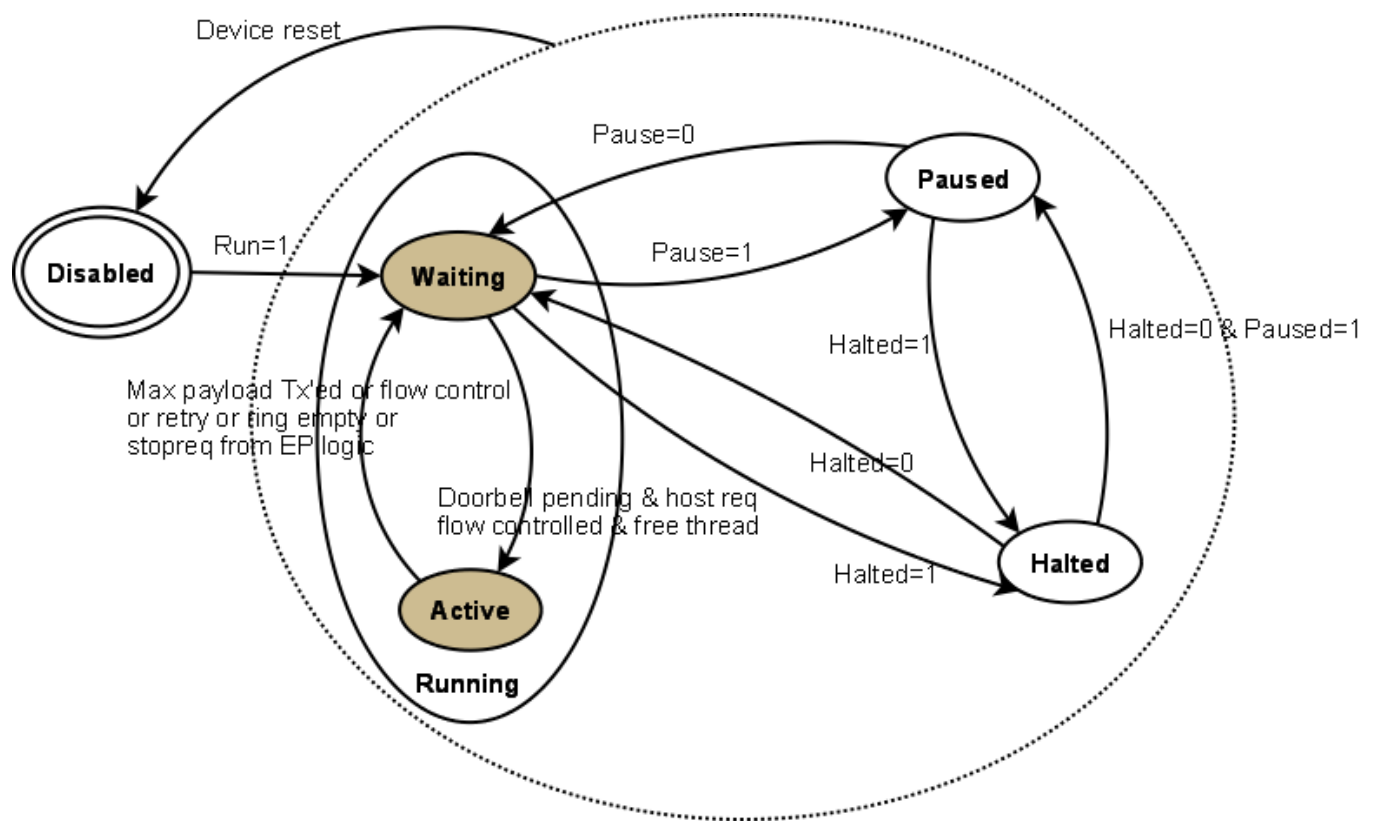 Device reset
Pause=0
Paused
Run=1
Pause=1
Disabled
Waiting
Halted=1
Halted=0 & Paused=1
Max payload Tx'ed or flow control
or retry or ring empty or
stopreq from EP logic
Halted=0
Doorbell pending & host req
flow controlled & free thread
Halted=1
Halted
Active
Running